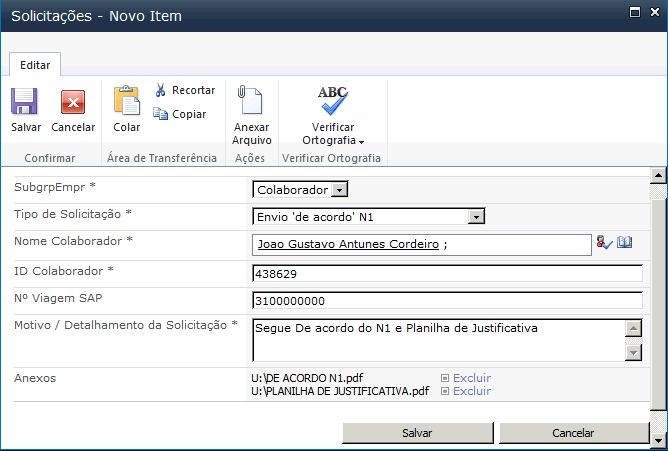 Solicitações - Novo Item
Editar
Salvar
Cancelar
Colar
Recortar
Copiar
Anexar Arquivo
ABC
Verificar Ortografia
Confirmar
Área de Transferência
Ações
Verificar Ortografia
SubgrpEmpr * Colaborador
Tipo de Solicitação * Envio 'de acordo' N1
Nome Colaborador * Joao Gustavo Antunes Cordeiro ;
ID Colaborador * 438629
Nº Viagem SAP 3100000000
Motivo / Detalhamento da Solicitação * Segue De acordo do N1 e Planilha de Justificativa
Anexos U:\DE ACORDO N1.pdf Excluir
U:\PLANILHA DE JUSTIFICATIVA.pdf Excluir
Salvar Cancelar